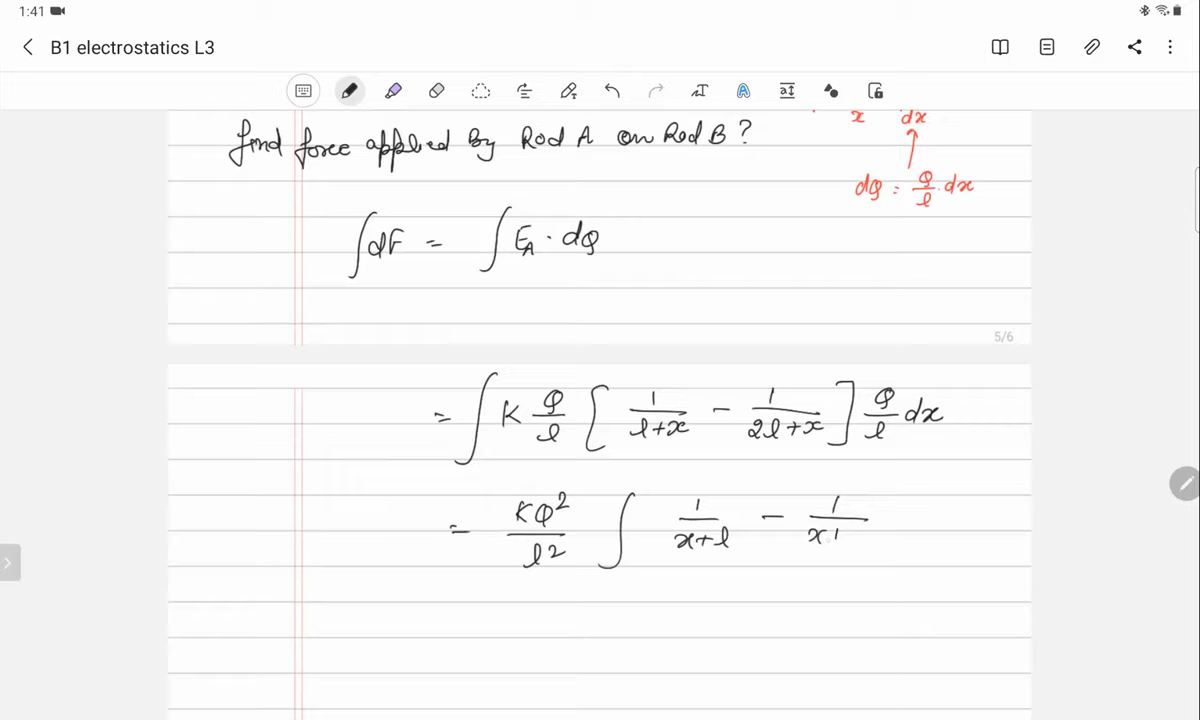 1:41
B1 electrostatics L3
x dx
find force applied by Rod A on Rod B?
dQ = Q/l · dx
∫dF = ∫ E_A · dQ
5/6
= ∫ K Q/l [ 1/(l+x) - 1/(2l+x) ] Q/l dx
= KQ²/l² ∫ 1/(x+l) - 1/(x+